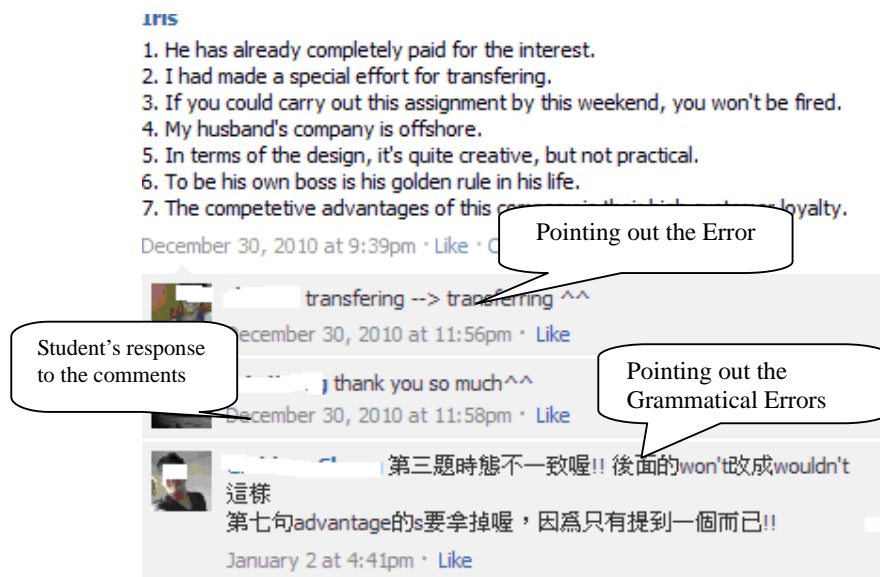 Iris
1. He has already completely paid for the interest.
2. I had made a special effort for transfering.
3. If you could carry out this assignment by this weekend, you won't be fired.
4. My husband's company is offshore.
5. In terms of the design, it's quite creative, but not practical.
6. To be his own boss is his golden rule in his life.
7. The competetive advantages of this loyalty.
December 30, 2010 at 9:39pm · Like ·
Pointing out the Error
transfering --> transferring ^^
December 30, 2010 at 11:56pm · Like
Student's response
to the comments
thank you so much^^
December 30, 2010 at 11:58pm · Like
Pointing out the
Grammatical Errors
第三題時態不一致喔!! 後面的won't改成wouldn't
這樣
第七句advantage的s要拿掉喔，因爲只有提到一個而已!!
January 2 at 4:41pm · Like